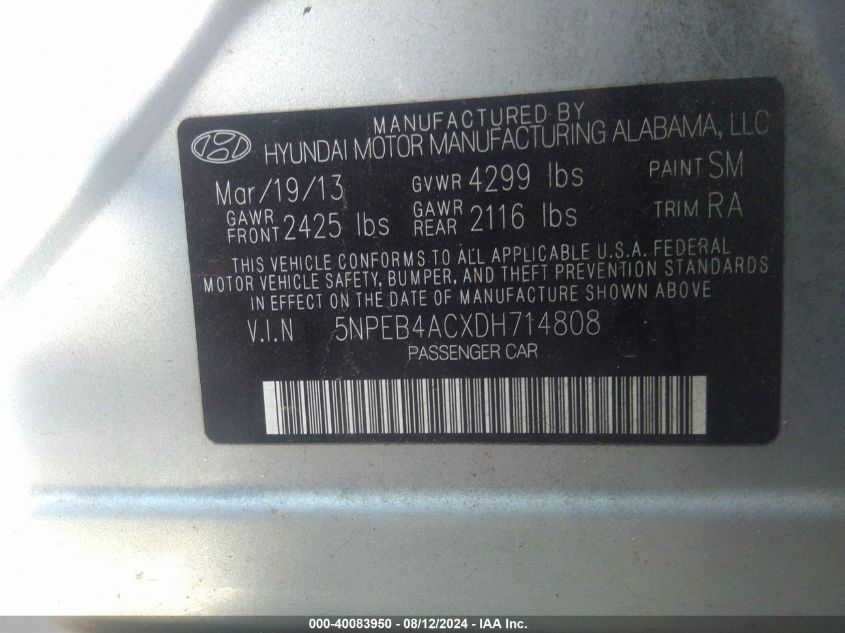 MANUFACTURED BY
HYUNDAI MOTOR MANUFACTURING ALABAMA, LLC
Mar/19/13 GVWR 4299 lbs PAINT SM
GAWR FRONT 2425 lbs GAWR REAR 2116 lbs TRIM RA
THIS VEHICLE CONFORMS TO ALL APPLICABLE U.S.A. FEDERAL
MOTOR VEHICLE SAFETY, BUMPER, AND THEFT PREVENTION STANDARDS
IN EFFECT ON THE DATE OF MANUFACTURE SHOWN ABOVE
V.I.N 5NPEB4ACXDH714808
PASSENGER CAR
000-40083950 - 08/12/2024 - IAA Inc.